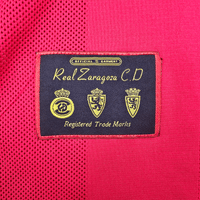 OFFICIAL GARMENT
Real Zaragoza C.D
Registered Trade Marks